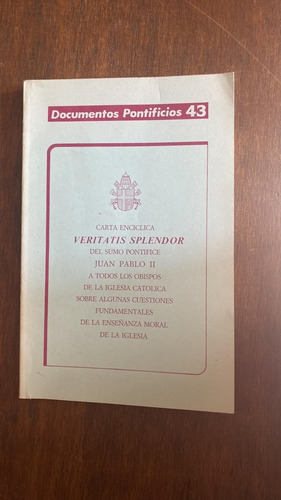 Documentos Pontificios 43
CARTA ENCICLICA
VERITATIS SPLENDOR
DEL SUMO PONTIFICE
JUAN PABLO II
A TODOS LOS OBISPOS
DE LA IGLESIA CATOLICA
SOBRE ALGUNAS CUESTIONES
FUNDAMENTALES
DE LA ENSEÑANZA MORAL
DE LA IGLESIA